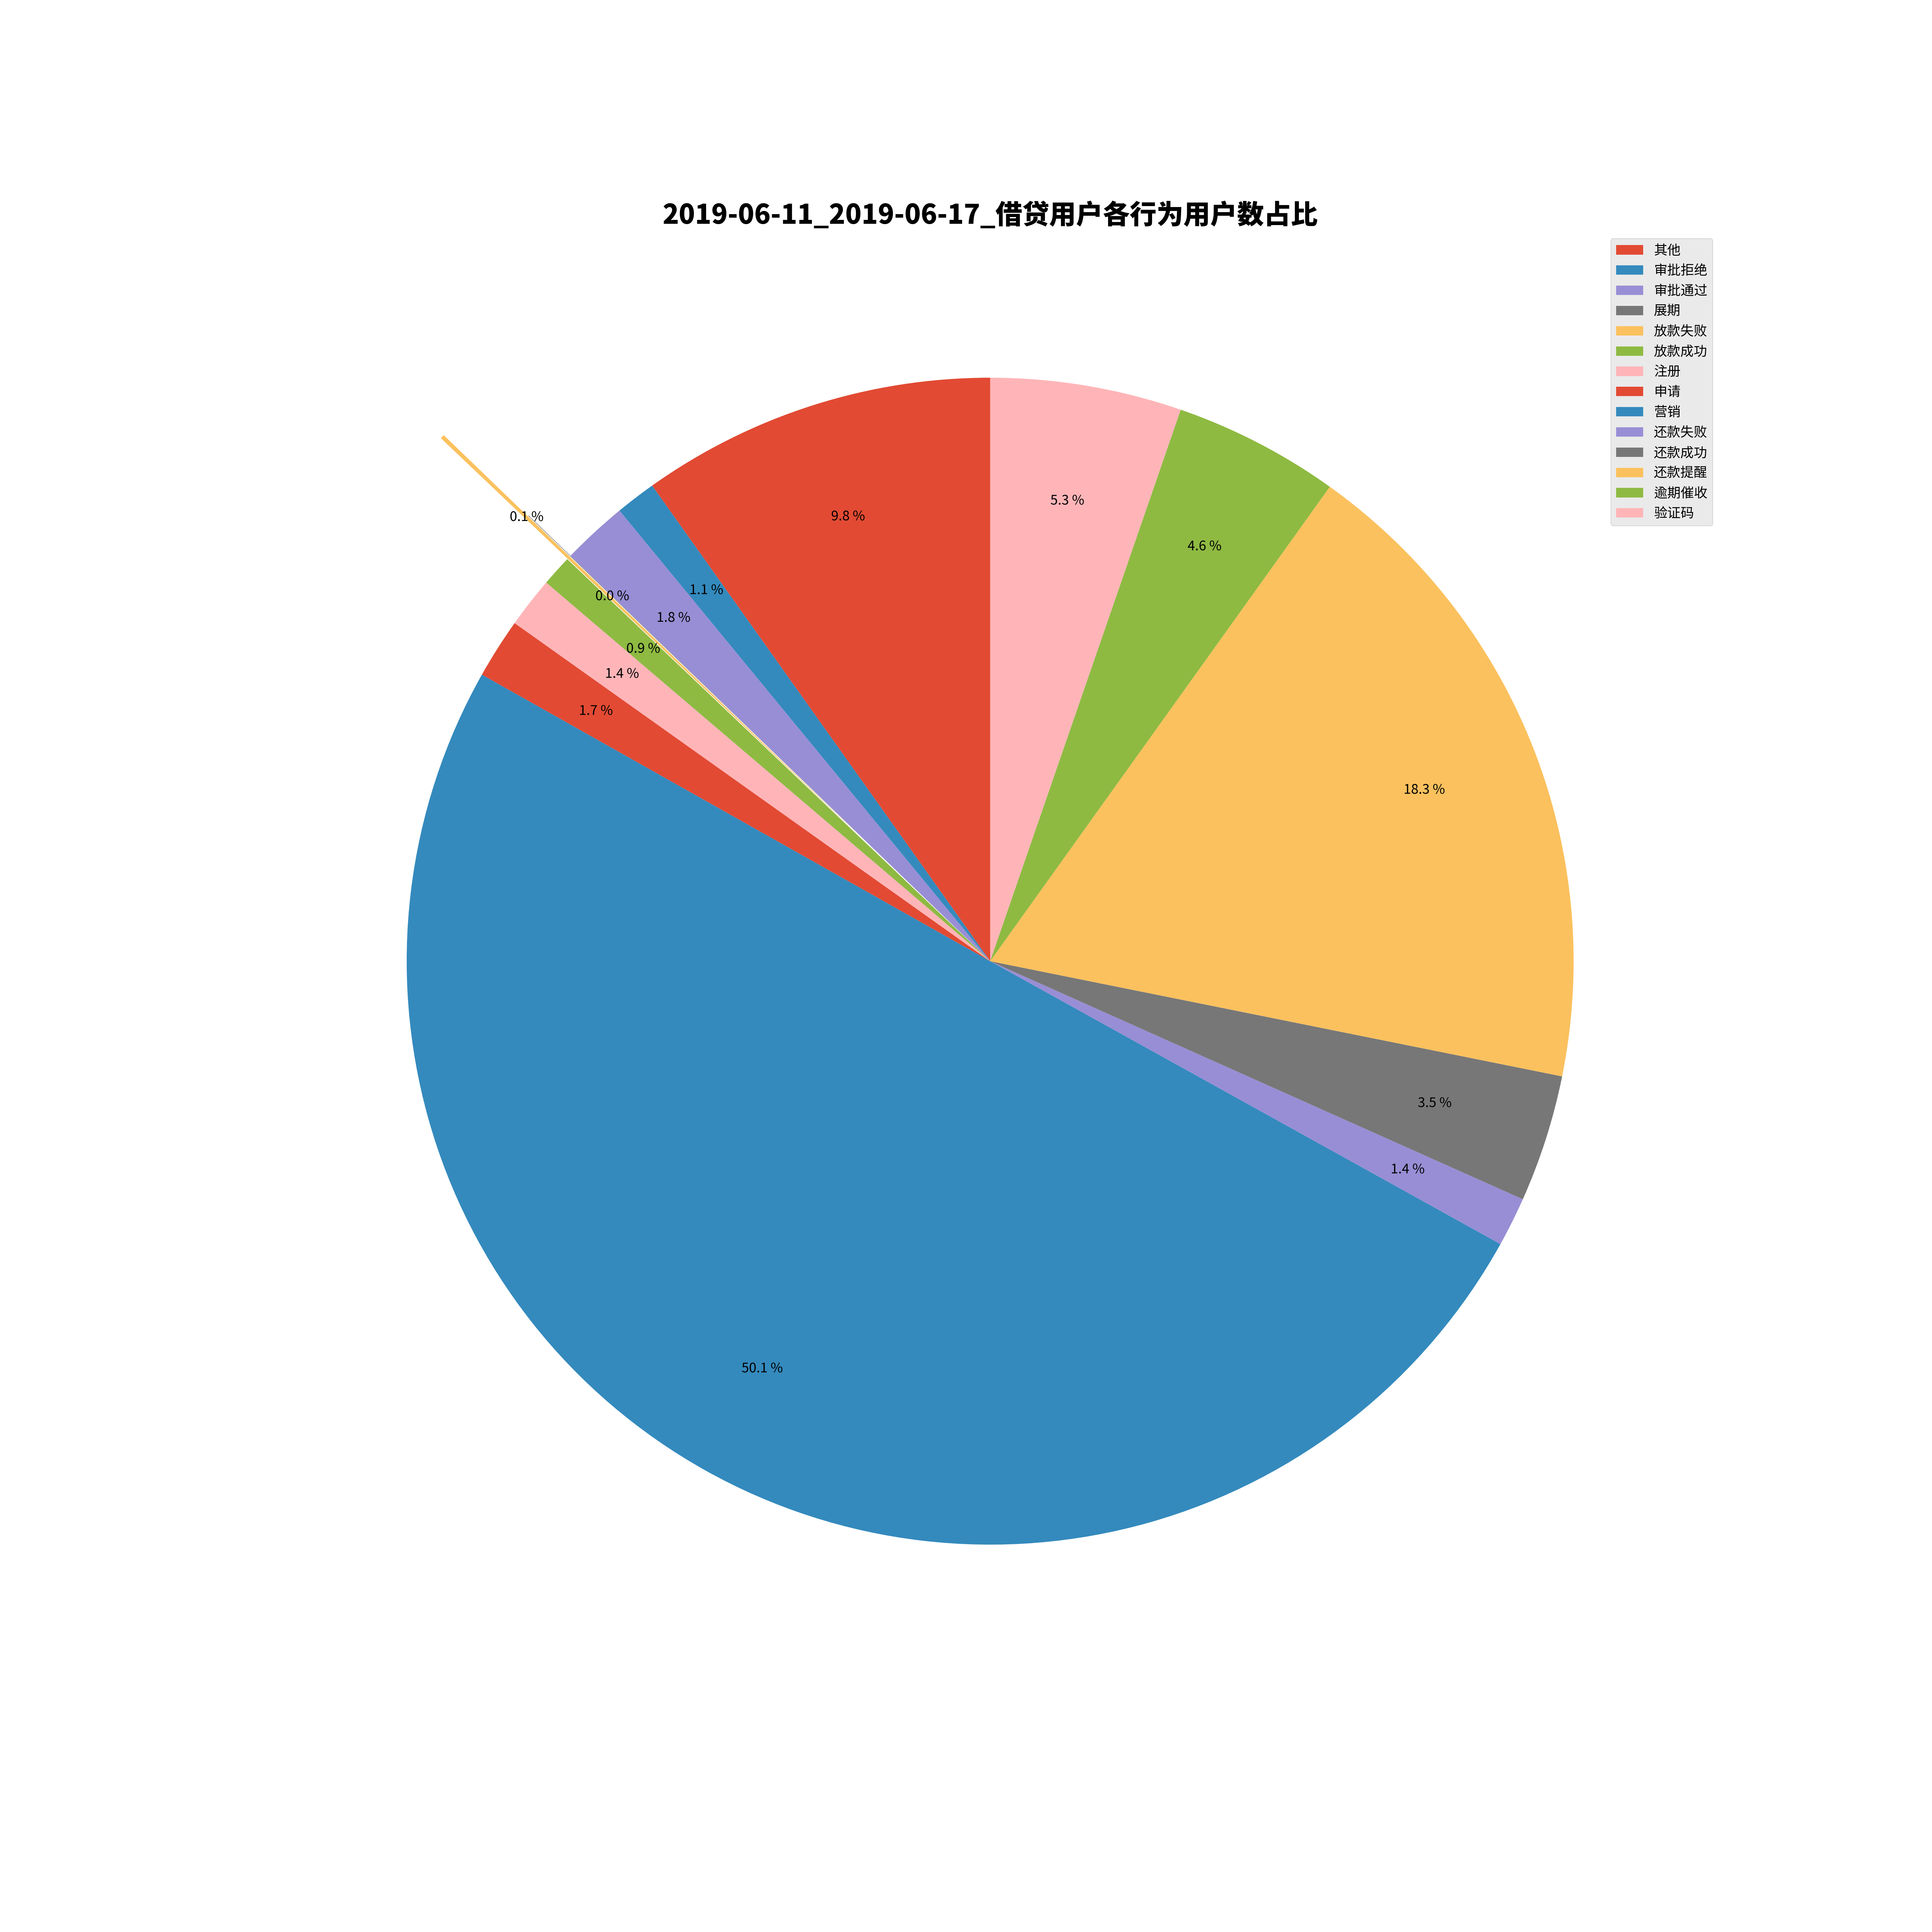 2019-06-11_2019-06-17_借贷用户各行为用户数占比
其他
审批拒绝
审批通过
展期
放款失败
放款成功
注册
申请
营销
还款失败
还款成功
还款提醒
逾期催收
验证码
5.3 %
9.8 %
0.1 %
4.6 %
1.1 %
0.0 %
1.8 %
0.9 %
1.4 %
1.7 %
18.3 %
3.5 %
1.4 %
50.1 %